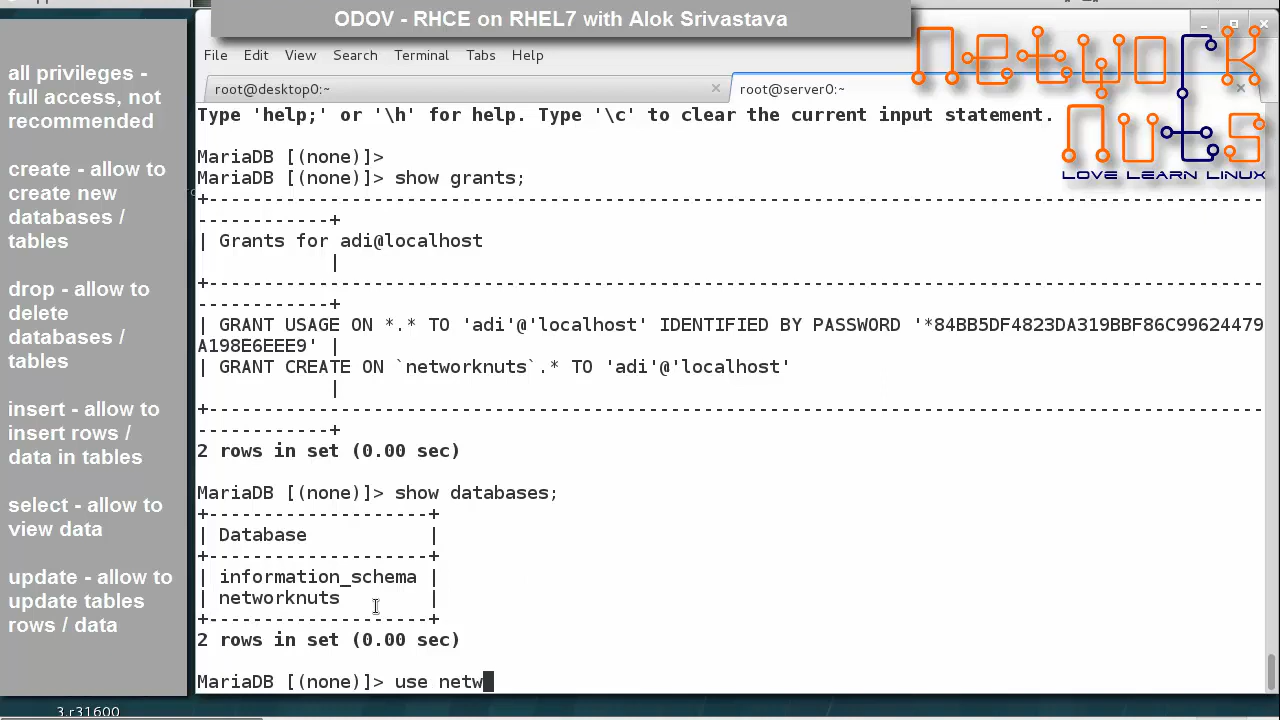 ODOV - RHCE on RHEL7 with Alok Srivastava
all privileges -
full access, not
recommended
create - allow to
create new
databases /
tables
drop - allow to
delete
databases /
tables
insert - allow to
insert rows /
data in tables
select - allow to
view data
update - allow to
update tables
rows / data
3.r31600
File Edit View Search Terminal Tabs Help
root@desktop0:~ × root@server0:~ ×
NETWORK
NUTS
LOVE LEARN LINUX
Type 'help;' or '\h' for help. Type '\c' to clear the current input statement.
MariaDB [(none)]>
MariaDB [(none)]> show grants;
+-------------------------------------------------------------------------------------------------
------------+
| Grants for adi@localhost
            |
+-------------------------------------------------------------------------------------------------
------------+
| GRANT USAGE ON *.* TO 'adi'@'localhost' IDENTIFIED BY PASSWORD '*84BB5DF4823DA319BBF86C99624479
A198E6EEE9' |
| GRANT CREATE ON `networknuts`.* TO 'adi'@'localhost'
            |
+-------------------------------------------------------------------------------------------------
------------+
2 rows in set (0.00 sec)
MariaDB [(none)]> show databases;
+--------------------+
| Database           |
+--------------------+
| information_schema |
| networknuts        |
+--------------------+
2 rows in set (0.00 sec)
MariaDB [(none)]> use netw